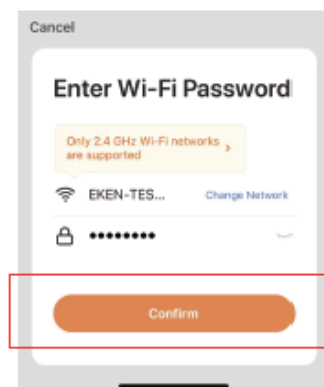 Cancel
Enter Wi-Fi Password
Only 2.4 GHz Wi-Fi networks
are supported
EKEN-TES...
Change Network
••••••••
Confirm